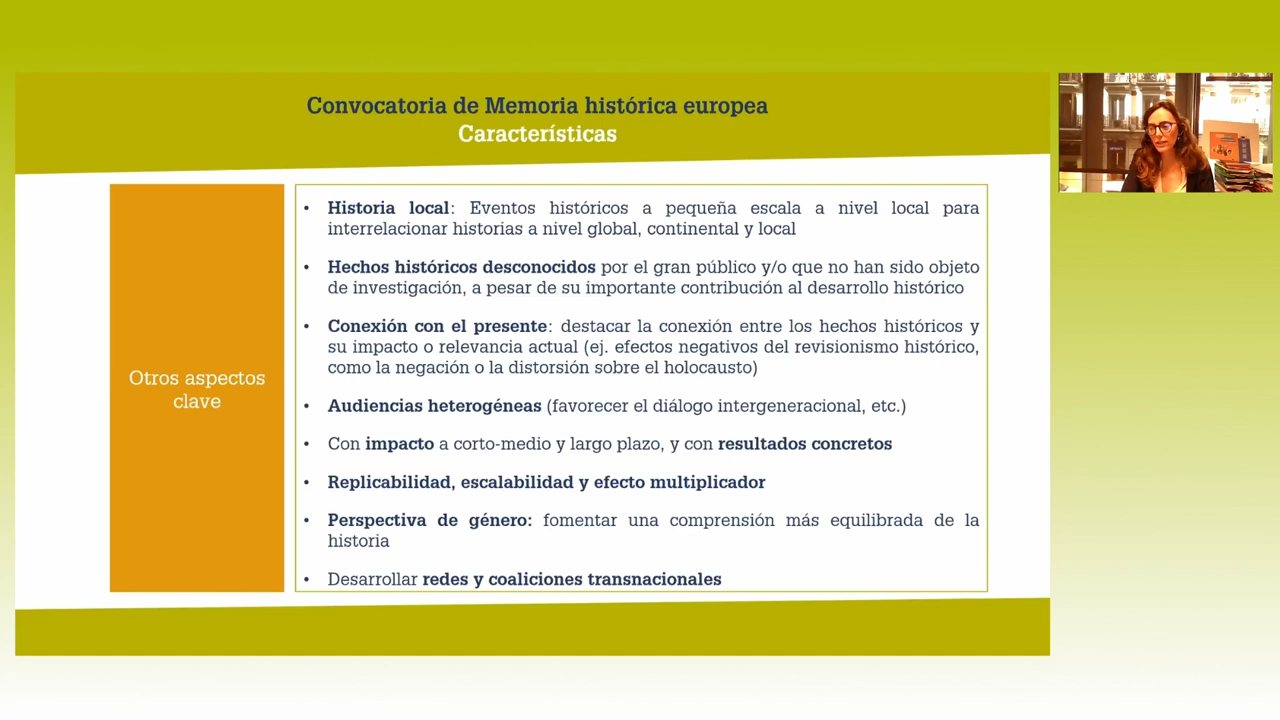 Convocatoria de Memoria histórica europea
Características
Otros aspectos
clave
• Historia local: Eventos históricos a pequeña escala a nivel local para
interrelacionar historias a nivel global, continental y local
• Hechos históricos desconocidos por el gran público y/o que no han sido objeto
de investigación, a pesar de su importante contribución al desarrollo histórico
• Conexión con el presente: destacar la conexión entre los hechos históricos y
su impacto o relevancia actual (ej. efectos negativos del revisionismo histórico,
como la negación o la distorsión sobre el holocausto)
• Audiencias heterogéneas (favorecer el diálogo intergeneracional, etc.)
• Con impacto a corto-medio y largo plazo, y con resultados concretos
• Replicabilidad, escalabilidad y efecto multiplicador
• Perspectiva de género: fomentar una comprensión más equilibrada de la
historia
• Desarrollar redes y coaliciones transnacionales